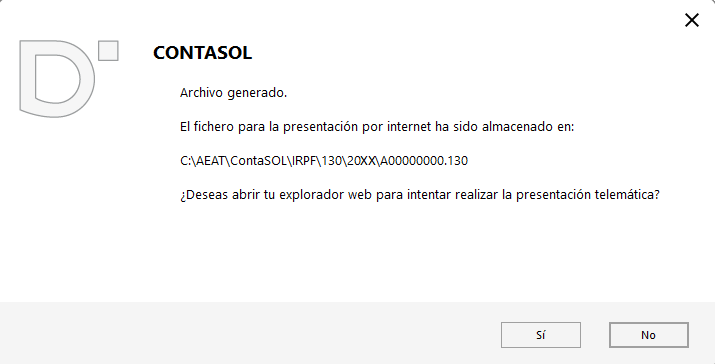 CONTASOL
Archivo generado.
El fichero para la presentación por internet ha sido almacenado en:
C:\AEAT\ContaSOL\IRPF\130\20XX\A00000000.130
¿Deseas abrir tu explorador web para intentar realizar la presentación telemática?
Sí
No